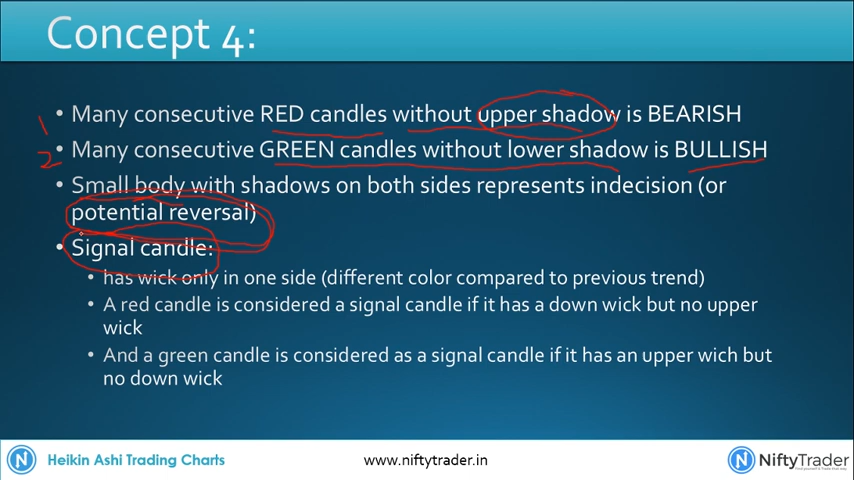 Concept 4:
• Many consecutive RED candles without upper shadow is BEARISH
1
• Many consecutive GREEN candles without lower shadow is BULLISH
2
• Small body with shadows on both sides represents indecision (or
potential reversal)
• Signal candle:
• has wick only in one side (different color compared to previous trend)
• A red candle is considered a signal candle if it has a down wick but no upper
wick
• And a green candle is considered as a signal candle if it has an upper wich but
no down wick
N Heikin Ashi Trading Charts
www.niftytrader.in
N NiftyTrader